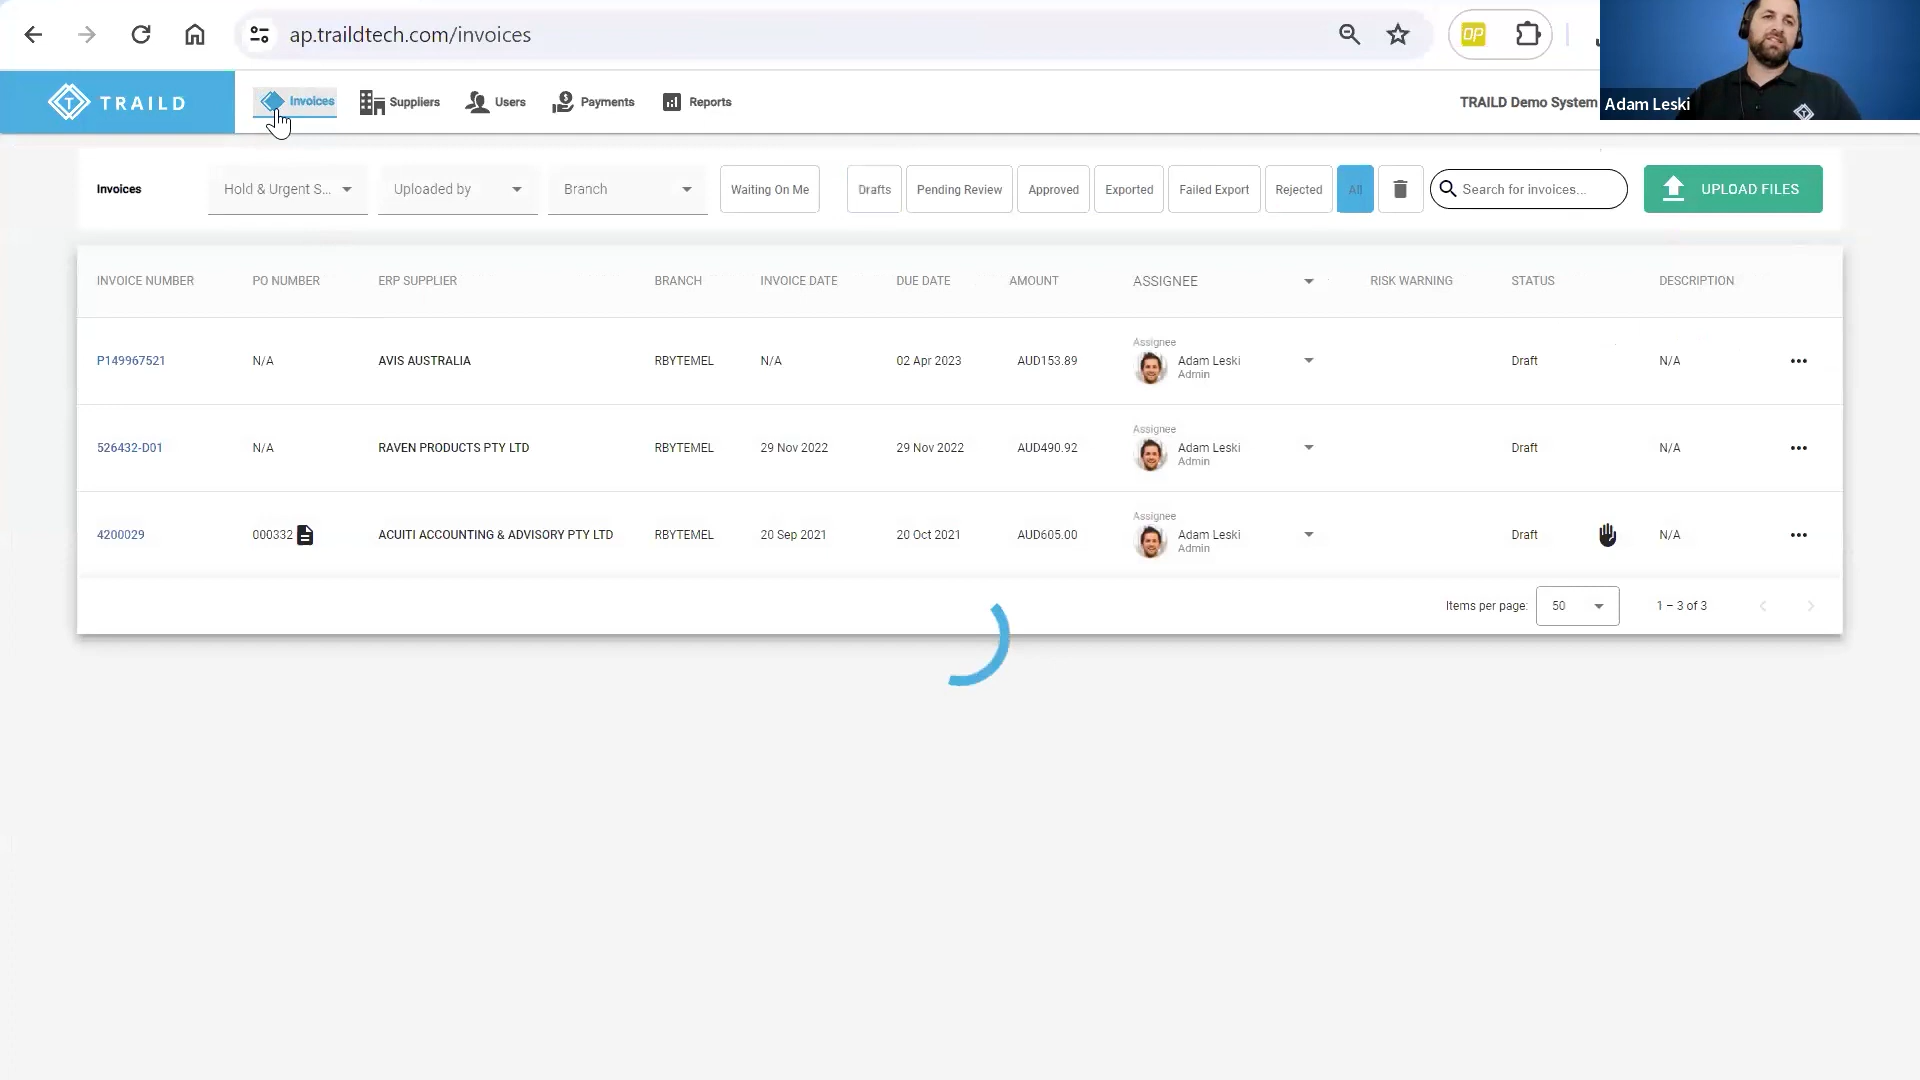 ap.traildtech.com/invoices
OP
TRAILD
Invoices
Suppliers
Users
Payments
Reports
TRAILD Demo System
Adam Leski
Invoices
Hold & Urgent S...
Uploaded by
Branch
Waiting On Me
Drafts
Pending Review
Approved
Exported
Failed Export
Rejected
All
Search for invoices...
UPLOAD FILES
INVOICE NUMBER PO NUMBER ERP SUPPLIER BRANCH INVOICE DATE DUE DATE AMOUNT ASSIGNEE RISK WARNING STATUS DESCRIPTION
Assignee
P149967521 N/A AVIS AUSTRALIA RBYTEMEL N/A 02 Apr 2023 AUD153.89 Adam Leski Draft N/A
Admin
Assignee
526432-D01 N/A RAVEN PRODUCTS PTY LTD RBYTEMEL 29 Nov 2022 29 Nov 2022 AUD490.92 Adam Leski Draft N/A
Admin
Assignee
4200029 000332 ACUITI ACCOUNTING & ADVISORY PTY LTD RBYTEMEL 20 Sep 2021 20 Oct 2021 AUD605.00 Adam Leski Draft N/A
Admin
Items per page: 50 1 – 3 of 3